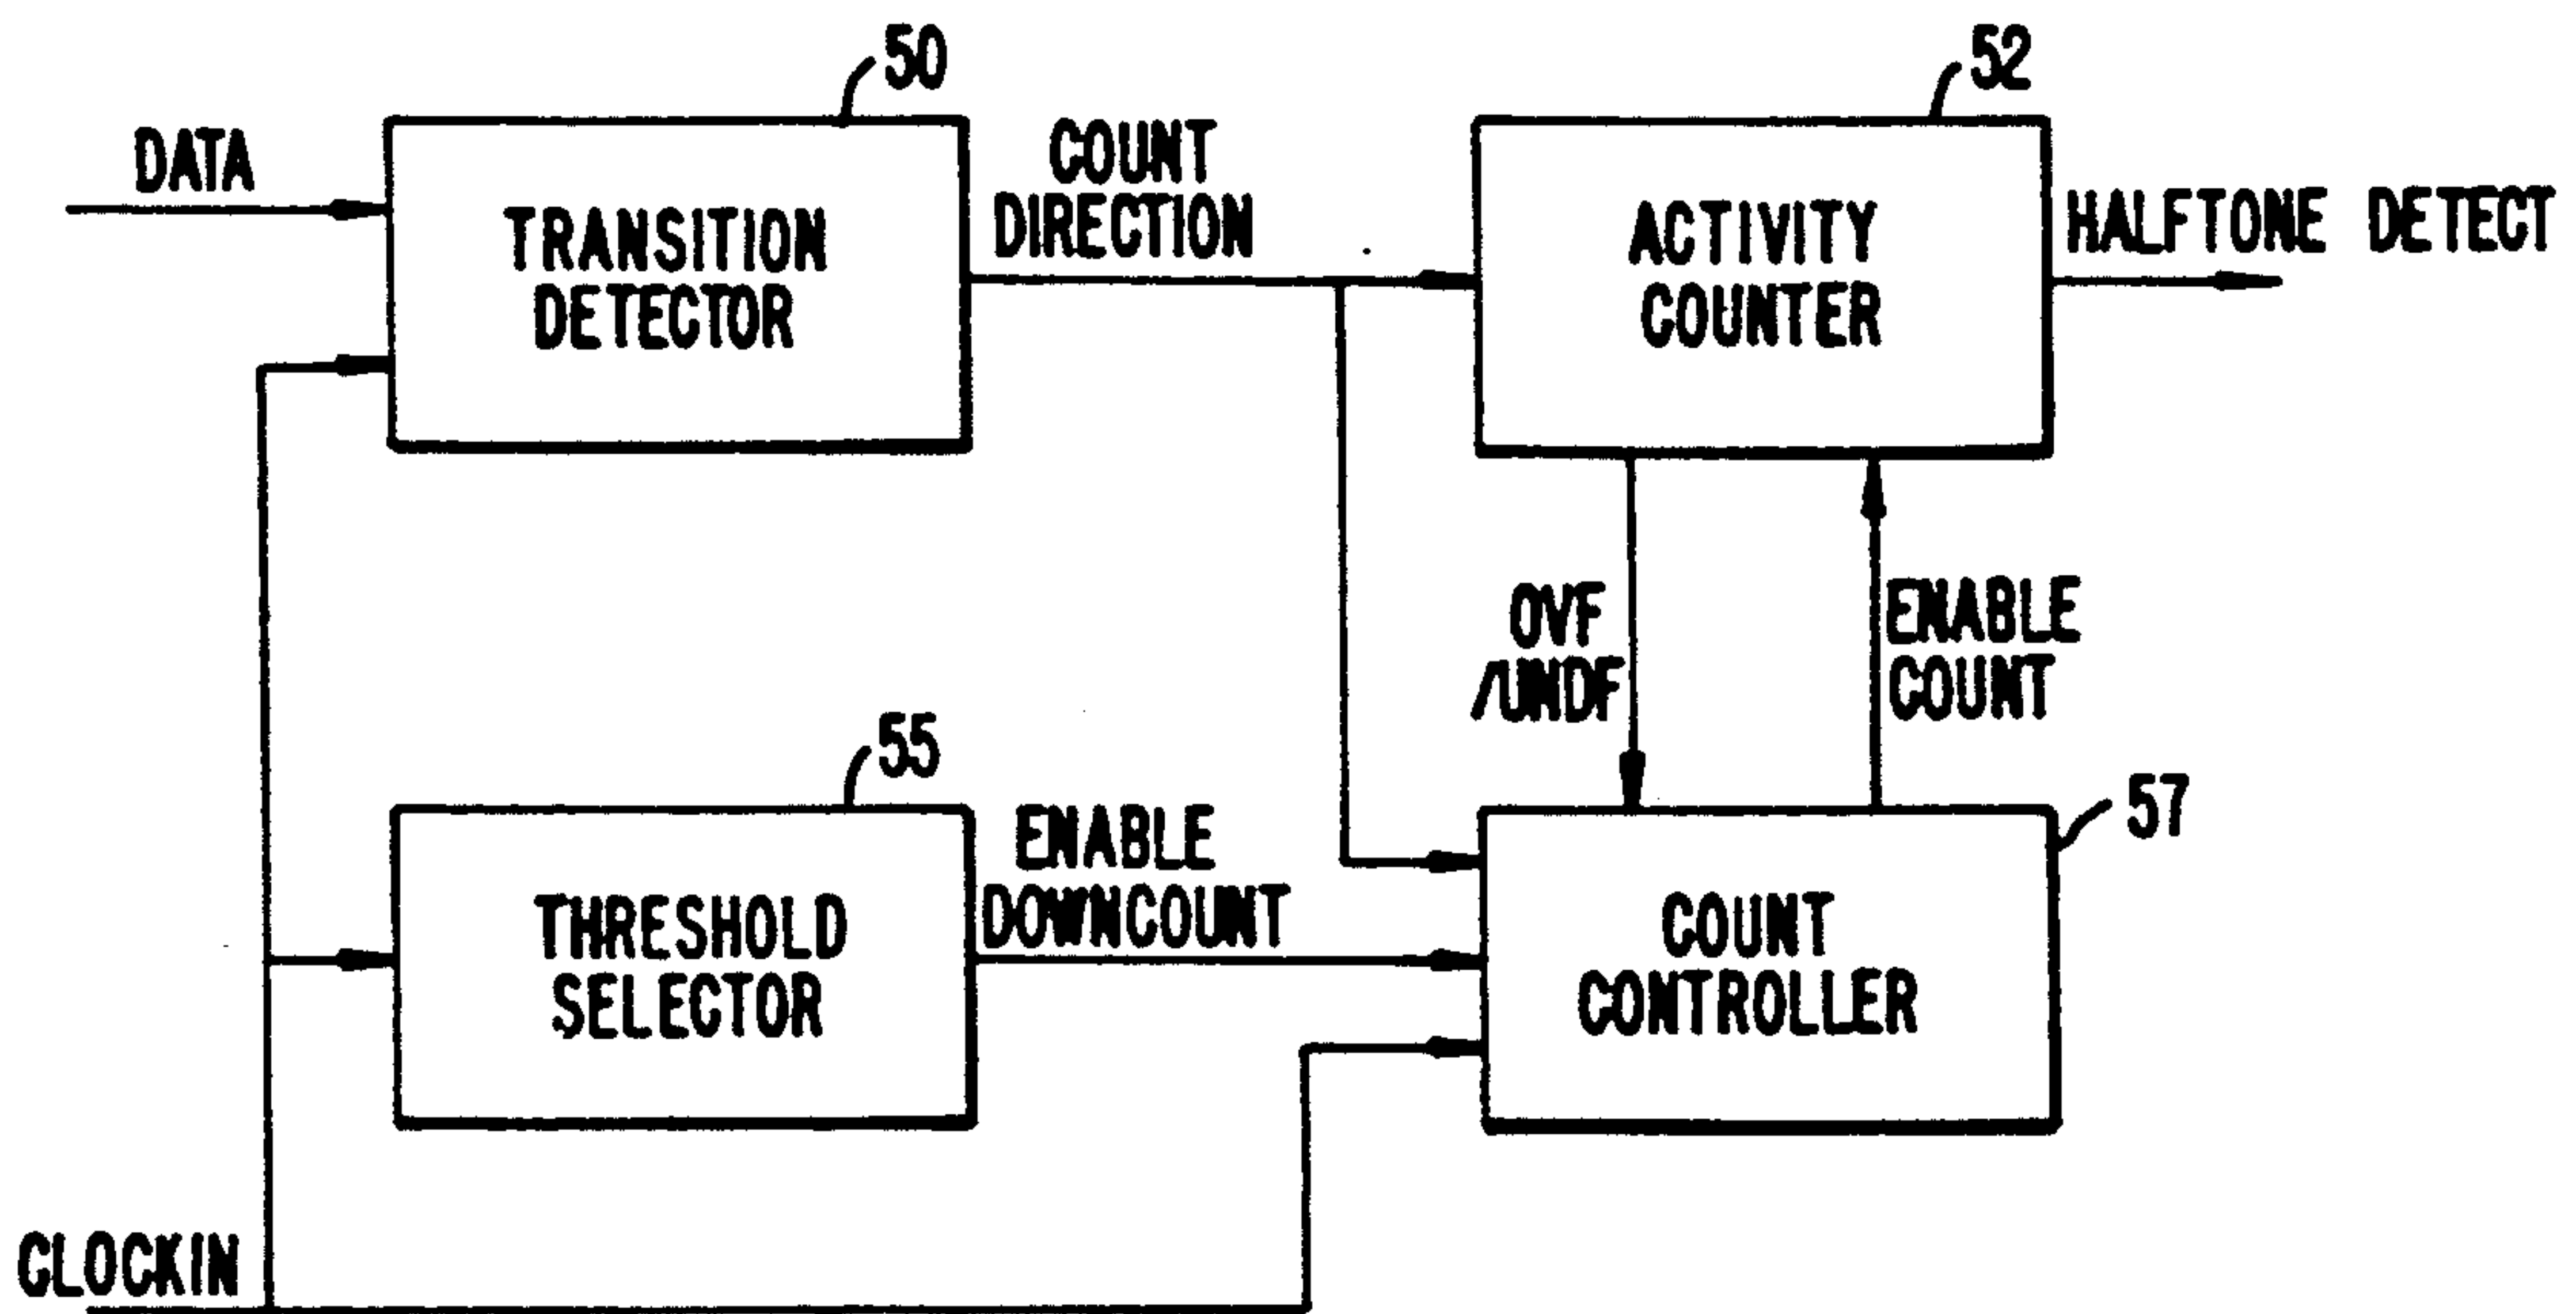 50
52
DATA
COUNT
DIRECTION
TRANSITION
DETECTOR
ACTIVITY
COUNTER
HALFTONE DETECT
OVF
/UNDF
ENABLE
COUNT
55
57
ENABLE
DOWNCOUNT
THRESHOLD
SELECTOR
COUNT
CONTROLLER
CLOCKIN